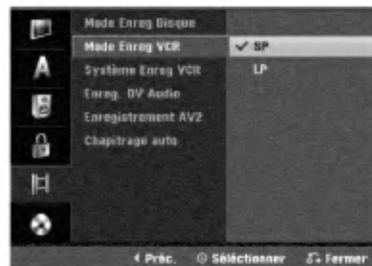 Mode Enreg Disque
Mode Enreg VCR ✓ SP
Système Enreg VCR LP
Enreg. DV Audio
Enregistrement AV2
Chapitrage auto
Préc. Séléctionner Fermer